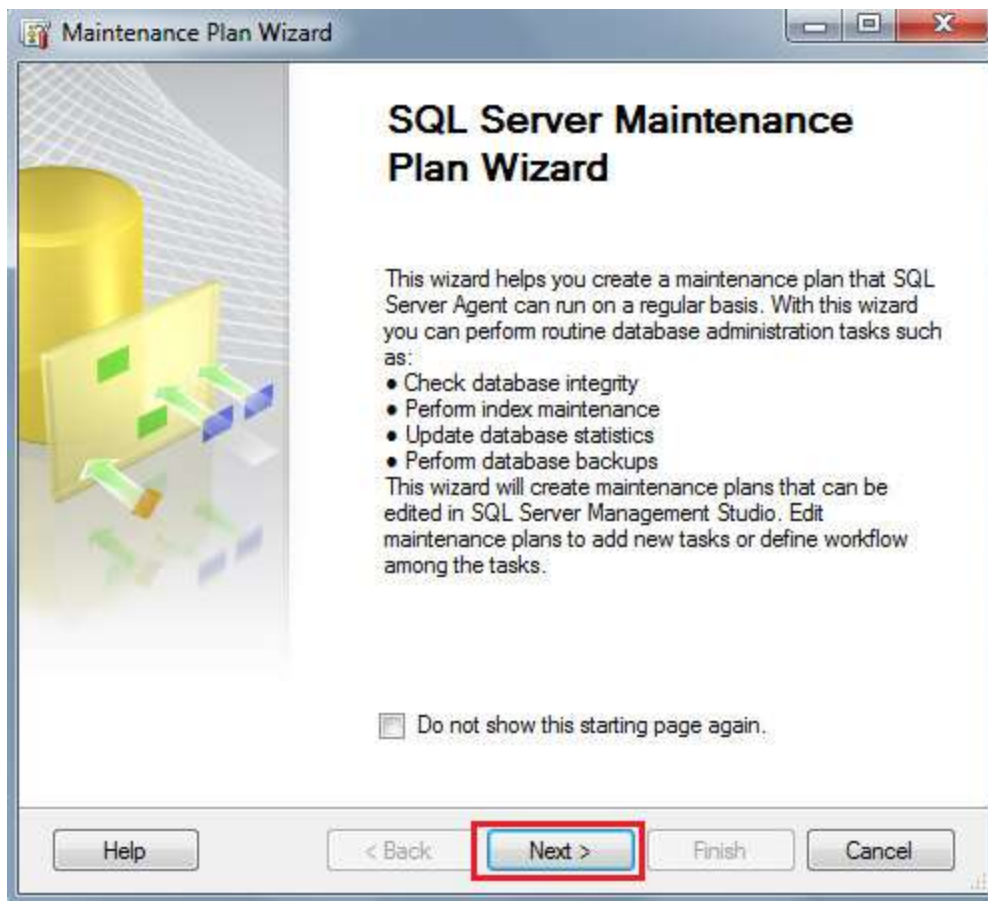 Maintenance Plan Wizard
SQL Server Maintenance
Plan Wizard
This wizard helps you create a maintenance plan that SQL
Server Agent can run on a regular basis. With this wizard
you can perform routine database administration tasks such
as:
● Check database integrity
● Perform index maintenance
● Update database statistics
● Perform database backups
This wizard will create maintenance plans that can be
edited in SQL Server Management Studio. Edit
maintenance plans to add new tasks or define workflow
among the tasks.
Do not show this starting page again.
Help < Back Next > Finish Cancel